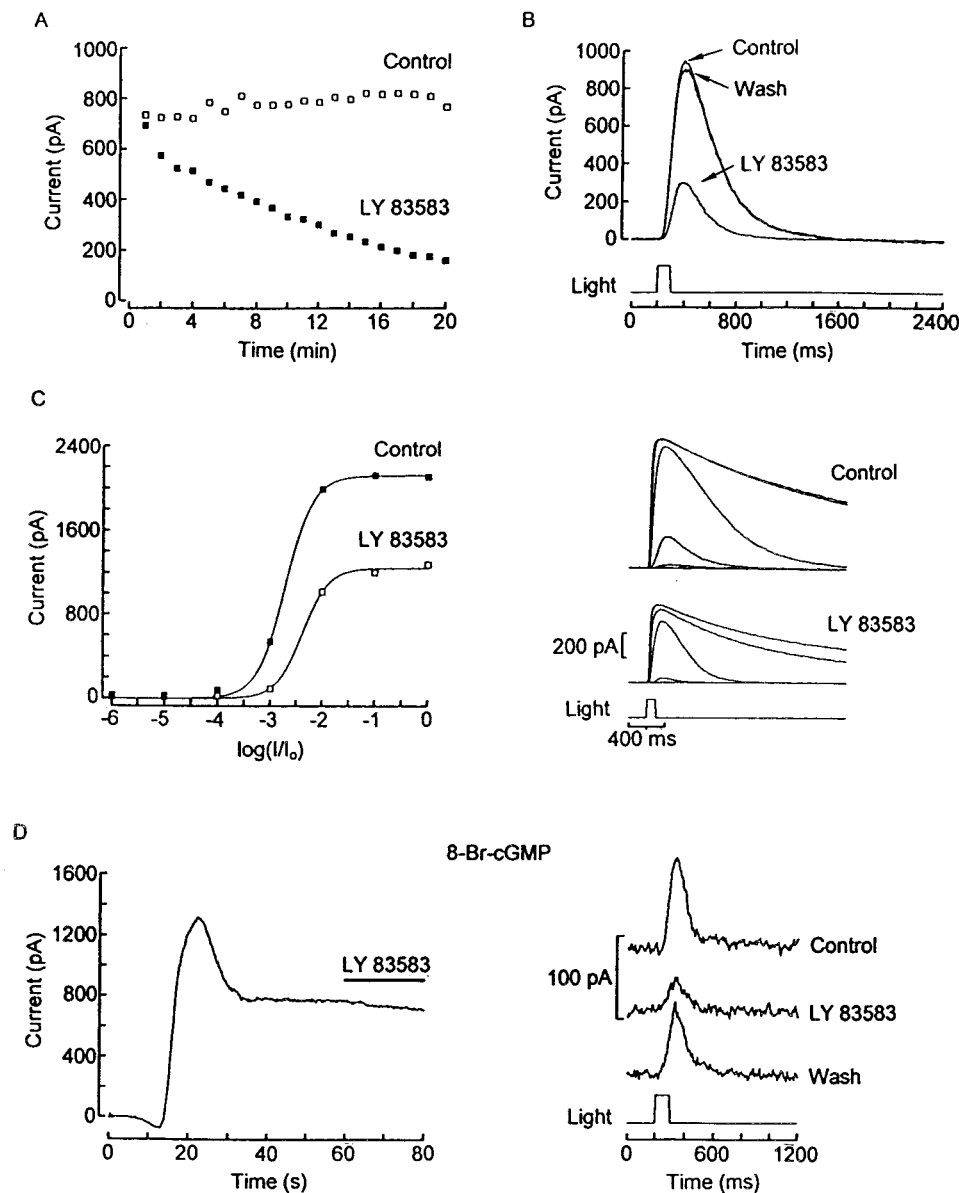 A
1000
800
600
400
200
0
Current (pA)
Control
LY 83583
0
4
8
12
16
20
Time (min)
B
1000
800
600
400
200
0
Current (pA)
Control
Wash
LY 83583
Light
0
800
1600
2400
Time (ms)
C
2400
1600
800
0
Current (pA)
Control
LY 83583
-6
-5
-4
-3
-2
-1
0
log(I/Io)
Control
LY 83583
200 pA
Light
400 ms
D
8-Br-cGMP
1600
1200
800
400
0
Current (pA)
LY 83583
0
20
40
60
80
Time (s)
Control
100 pA
LY 83583
Wash
Light
0
600
1200
Time (ms)